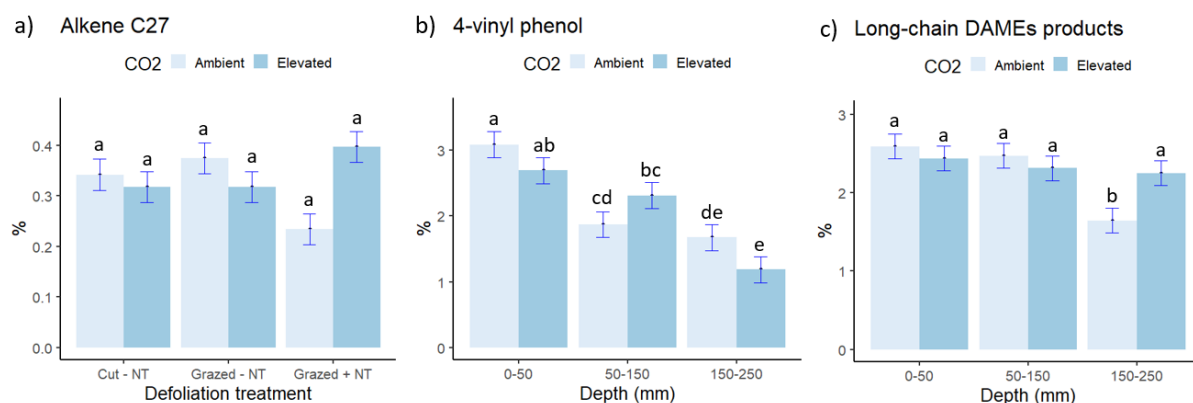 a) Alkene C27
CO2 Ambient Elevated
%
0.4
0.3
0.2
0.1
0.0
a a a a a a
Cut - NT Grazed - NT Grazed + NT
Defoliation treatment
b) 4-vinyl phenol
CO2 Ambient Elevated
%
3
2
1
0
a ab cd bc de e
0-50 50-150 150-250
Depth (mm)
c) Long-chain DAMEs products
CO2 Ambient Elevated
%
3
2
1
0
a a a a b a
0-50 50-150 150-250
Depth (mm)